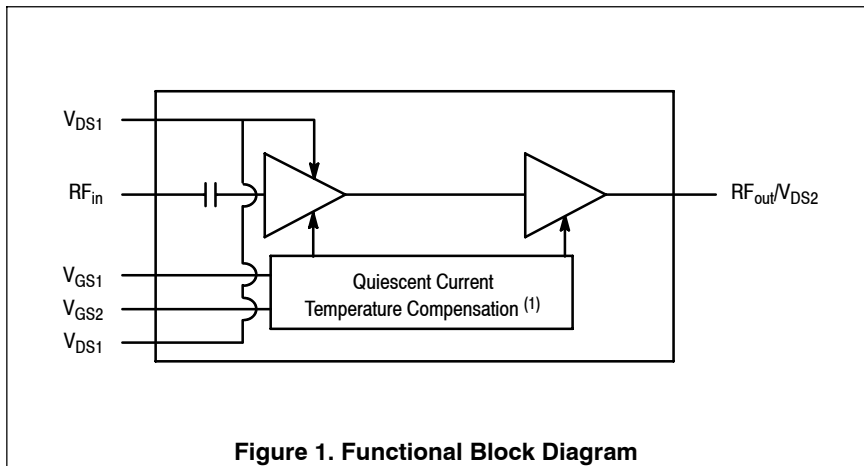 V_DS1
RF_in
V_GS1
V_GS2
V_DS1
Quiescent Current
Temperature Compensation (1)
RF_out/V_DS2
Figure 1. Functional Block Diagram